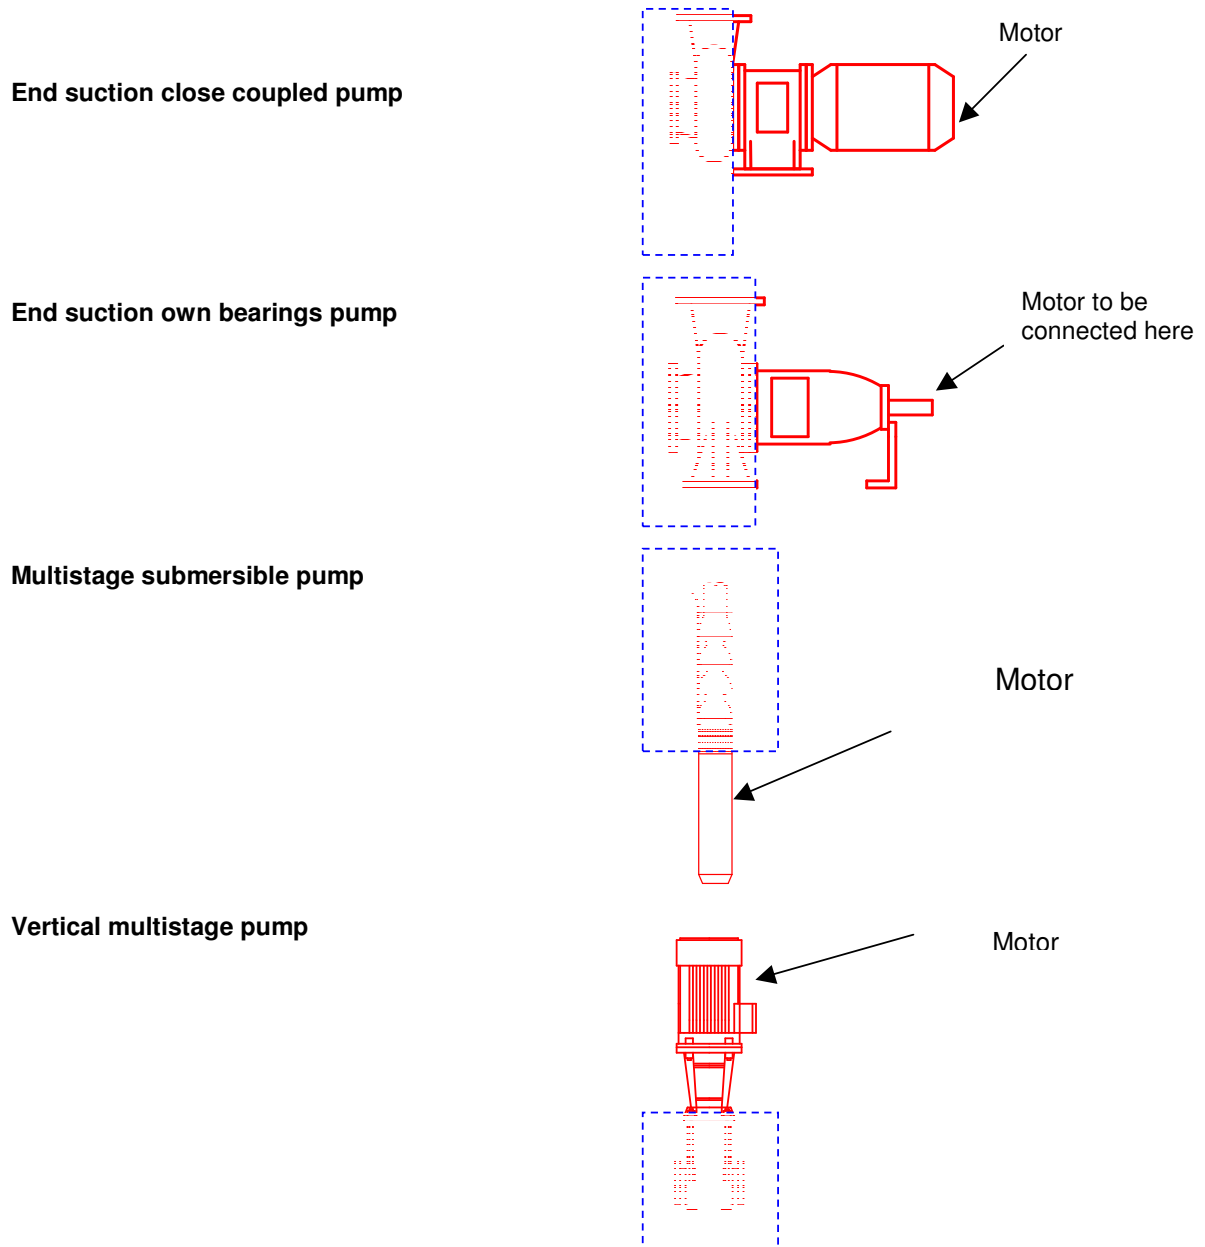 Motor
End suction close coupled pump
Motor to be
End suction own bearings pump
connected here
Multistage submersible pump
Motor
Vertical multistage pump
Motor